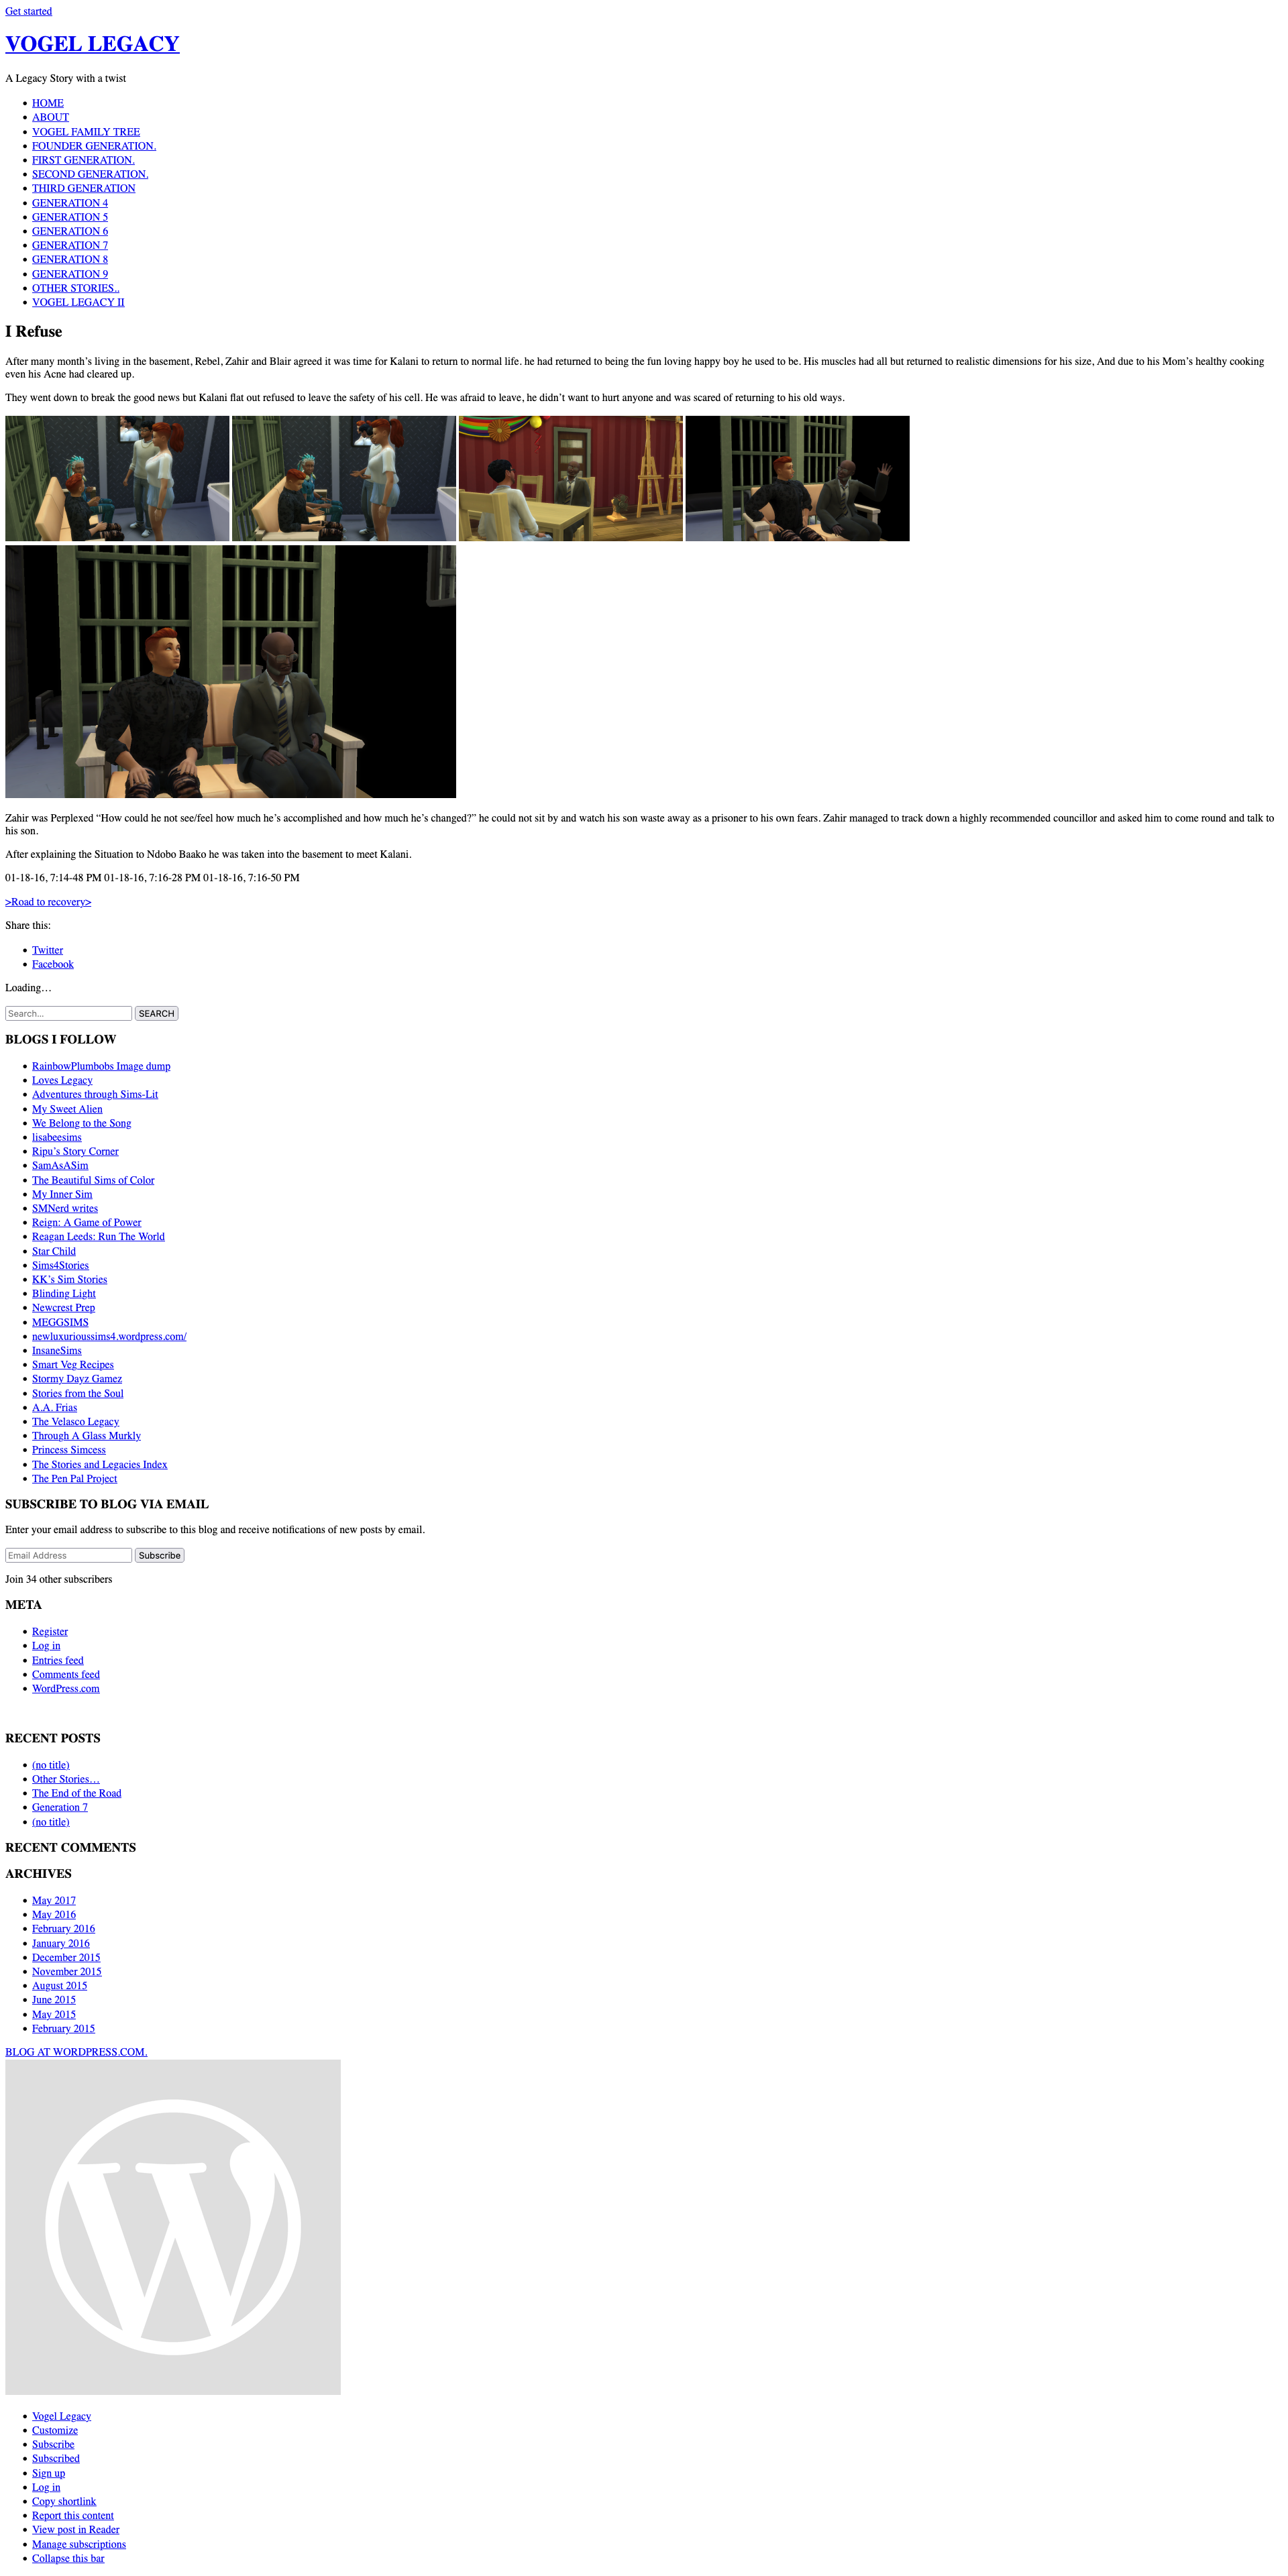 Get started
VOGEL LEGACY
A Legacy Story with a twist
HOME
ABOUT
VOGEL FAMILY TREE
FOUNDER GENERATION.
FIRST GENERATION.
SECOND GENERATION.
THIRD GENERATION
GENERATION 4
GENERATION 5
GENERATION 6
GENERATION 7
GENERATION 8
GENERATION 9
OTHER STORIES..
VOGEL LEGACY II
I Refuse
After many month’s living in the basement, Rebel, Zahir and Blair agreed it was time for Kalani to return to normal life. he had returned to being the fun loving happy boy he used to be. His muscles had all but returned to realistic dimensions for his size, And due to his Mom’s healthy cooking
even his Acne had cleared up.
They went down to break the good news but Kalani flat out refused to leave the safety of his cell. He was afraid to leave, he didn’t want to hurt anyone and was scared of returning to his old ways.
Zahir was Perplexed “How could he not see/feel how much he’s accomplished and how much he’s changed?” he could not sit by and watch his son waste away as a prisoner to his own fears. Zahir managed to track down a highly recommended councillor and asked him to come round and talk to
his son.
After explaining the Situation to Ndobo Baako he was taken into the basement to meet Kalani.
01-18-16, 7:14-48 PM 01-18-16, 7:16-28 PM 01-18-16, 7:16-50 PM
>Road to recovery>
Share this:
Twitter
Facebook
Loading…
Search... SEARCH
BLOGS I FOLLOW
RainbowPlumbobs Image dump
Loves Legacy
Adventures through Sims-Lit
My Sweet Alien
We Belong to the Song
lisabeesims
Ripu’s Story Corner
SamAsASim
The Beautiful Sims of Color
My Inner Sim
SMNerd writes
Reign: A Game of Power
Reagan Leeds: Run The World
Star Child
Sims4Stories
KK’s Sim Stories
Blinding Light
Newcrest Prep
MEGGSIMS
newluxurioussims4.wordpress.com/
InsaneSims
Smart Veg Recipes
Stormy Dayz Gamez
Stories from the Soul
A.A. Frias
The Velasco Legacy
Through A Glass Murkly
Princess Simcess
The Stories and Legacies Index
The Pen Pal Project
SUBSCRIBE TO BLOG VIA EMAIL
Enter your email address to subscribe to this blog and receive notifications of new posts by email.
Email Address Subscribe
Join 34 other subscribers
META
Register
Log in
Entries feed
Comments feed
WordPress.com
RECENT POSTS
(no title)
Other Stories…
The End of the Road
Generation 7
(no title)
RECENT COMMENTS
ARCHIVES
May 2017
May 2016
February 2016
January 2016
December 2015
November 2015
August 2015
June 2015
May 2015
February 2015
BLOG AT WORDPRESS.COM.
Vogel Legacy
Customize
Subscribe
Subscribed
Sign up
Log in
Copy shortlink
Report this content
View post in Reader
Manage subscriptions
Collapse this bar